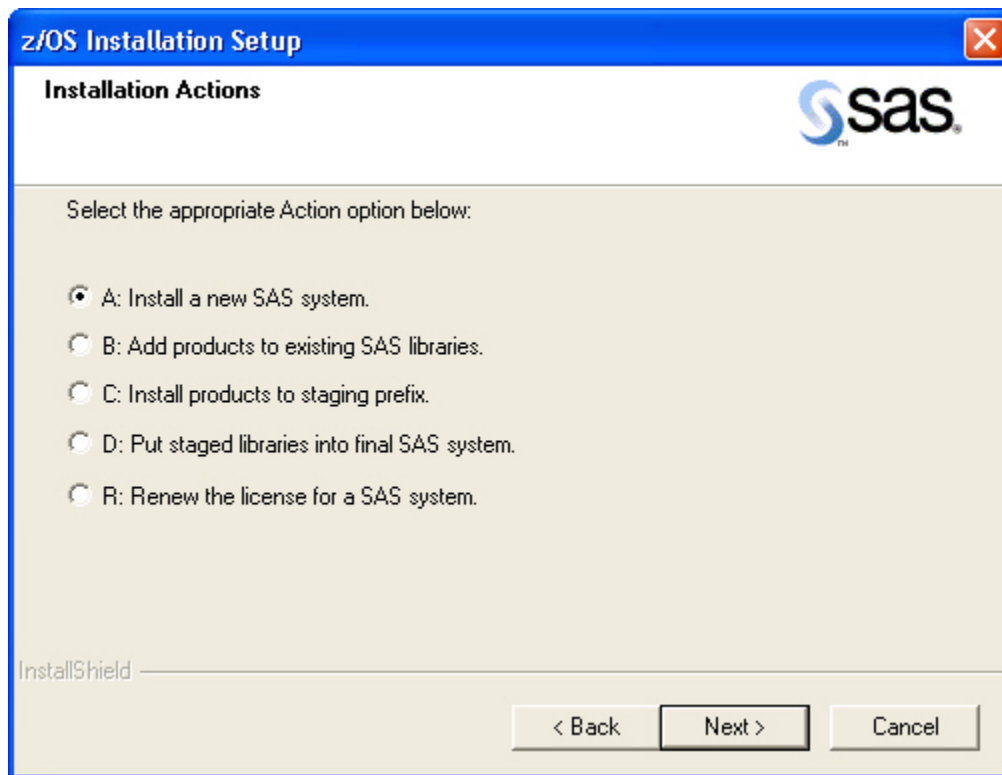 z/OS Installation Setup
Installation Actions
sas®
TM
Select the appropriate Action option below:
A: Install a new SAS system.
B: Add products to existing SAS libraries.
C: Install products to staging prefix.
D: Put staged libraries into final SAS system.
R: Renew the license for a SAS system.
InstallShield
< Back Next > Cancel